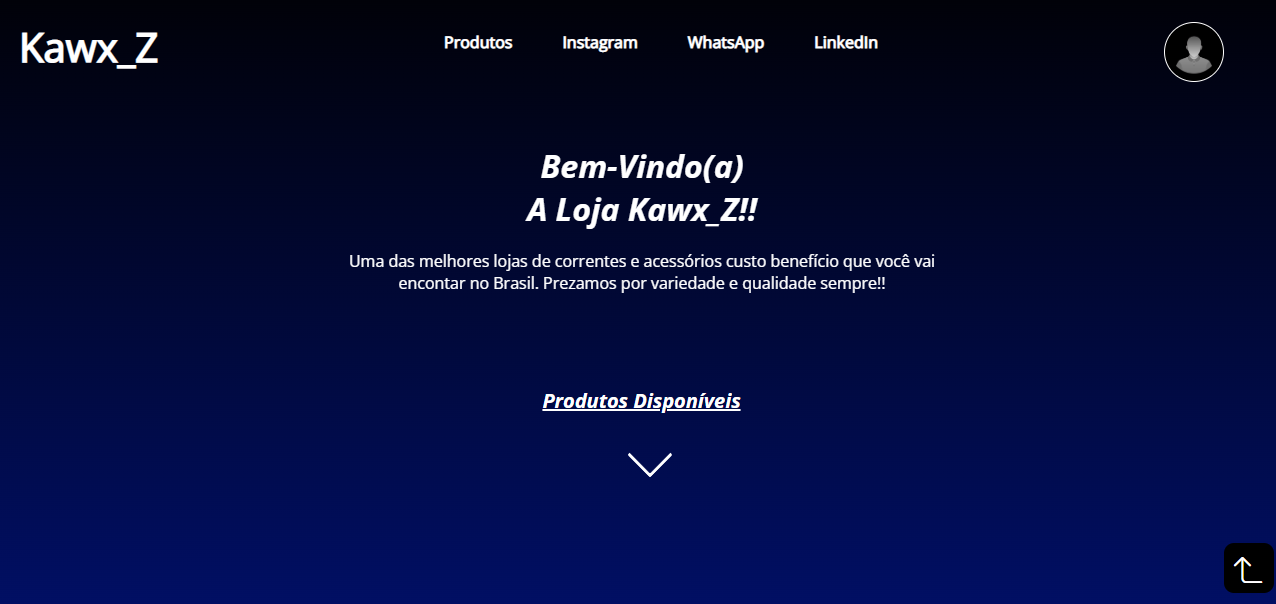 Kawx_Z
Produtos Instagram WhatsApp LinkedIn
Bem-Vindo(a)
A Loja Kawx_Z!!
Uma das melhores lojas de correntes e acessórios custo benefício que você vai
encontar no Brasil. Prezamos por variedade e qualidade sempre!!
Produtos Disponíveis